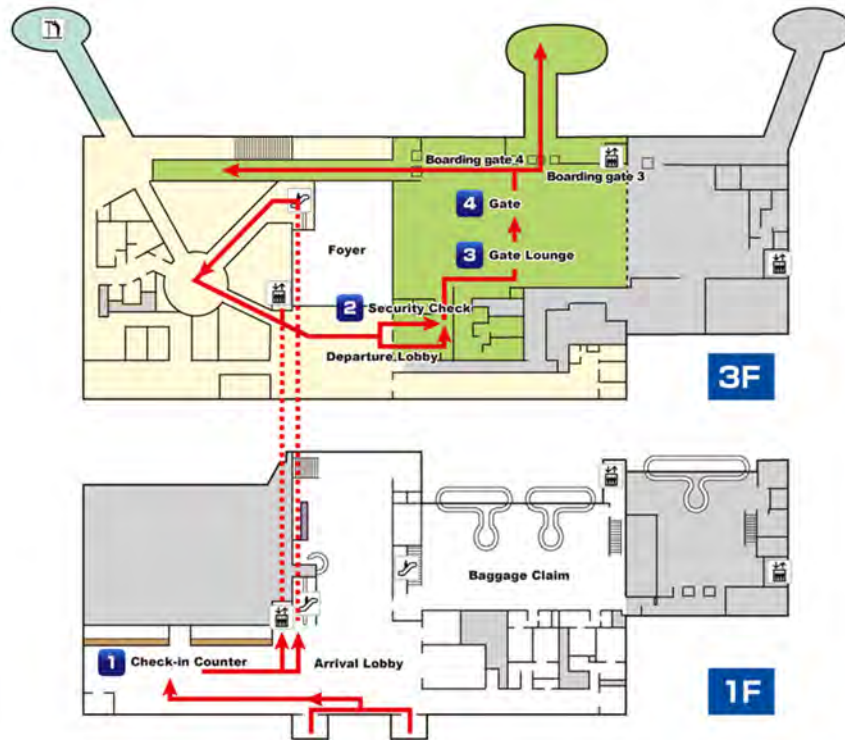 Boarding gate 4
Boarding gate 3
4 Gate
Foyer
3 Gate Lounge
2 Security Check
Departure Lobby
3F
Baggage Claim
1 Check-in Counter
Arrival Lobby
1F